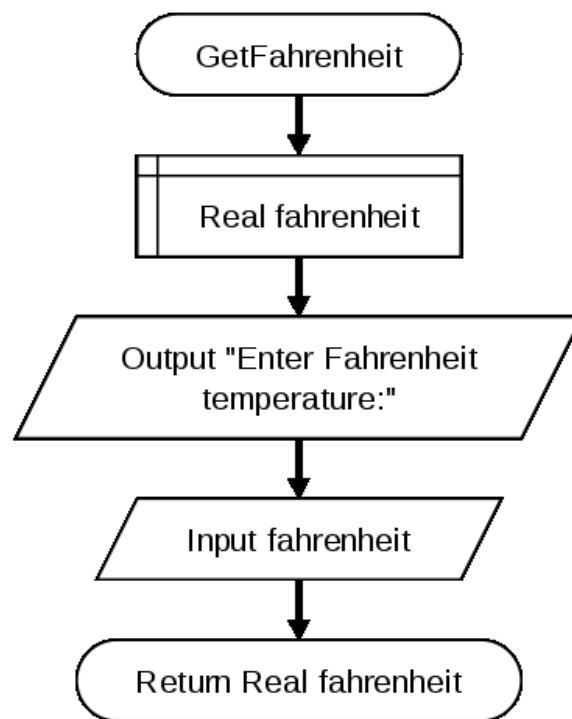 GetFahrenheit
Real fahrenheit
Output "Enter Fahrenheit
temperature:"
Input fahrenheit
Return Real fahrenheit